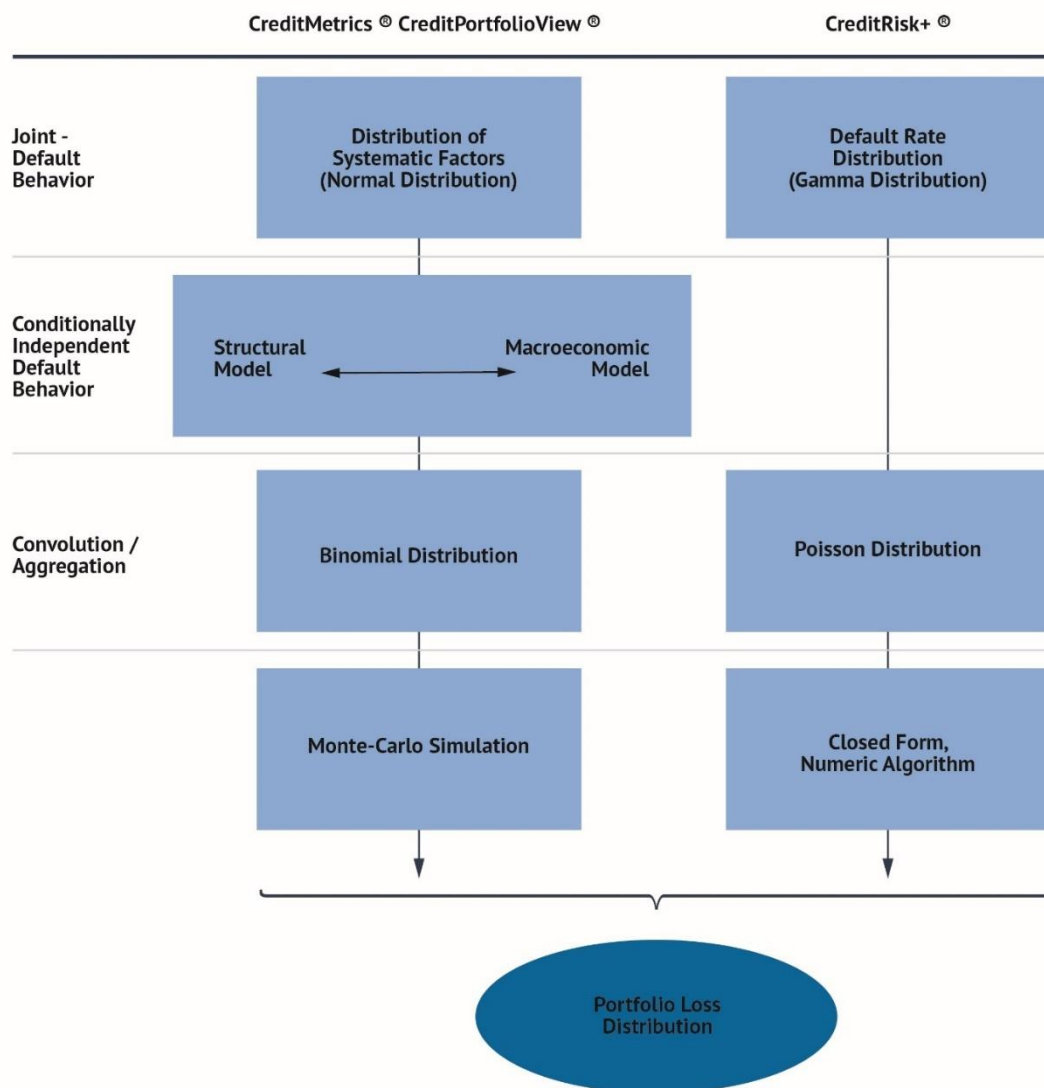 CreditMetrics ® CreditPortfolioView ®
CreditRisk+ ®
Joint -
Default
Behavior
Distribution of
Systematic Factors
(Normal Distribution)
Default Rate
Distribution
(Gamma Distribution)
Conditionally
Independent
Default
Behavior
Structural
Model
Macroeconomic
Model
Convolution /
Aggregation
Binomial Distribution
Poisson Distribution
Monte-Carlo Simulation
Closed Form,
Numeric Algorithm
Portfolio Loss
Distribution